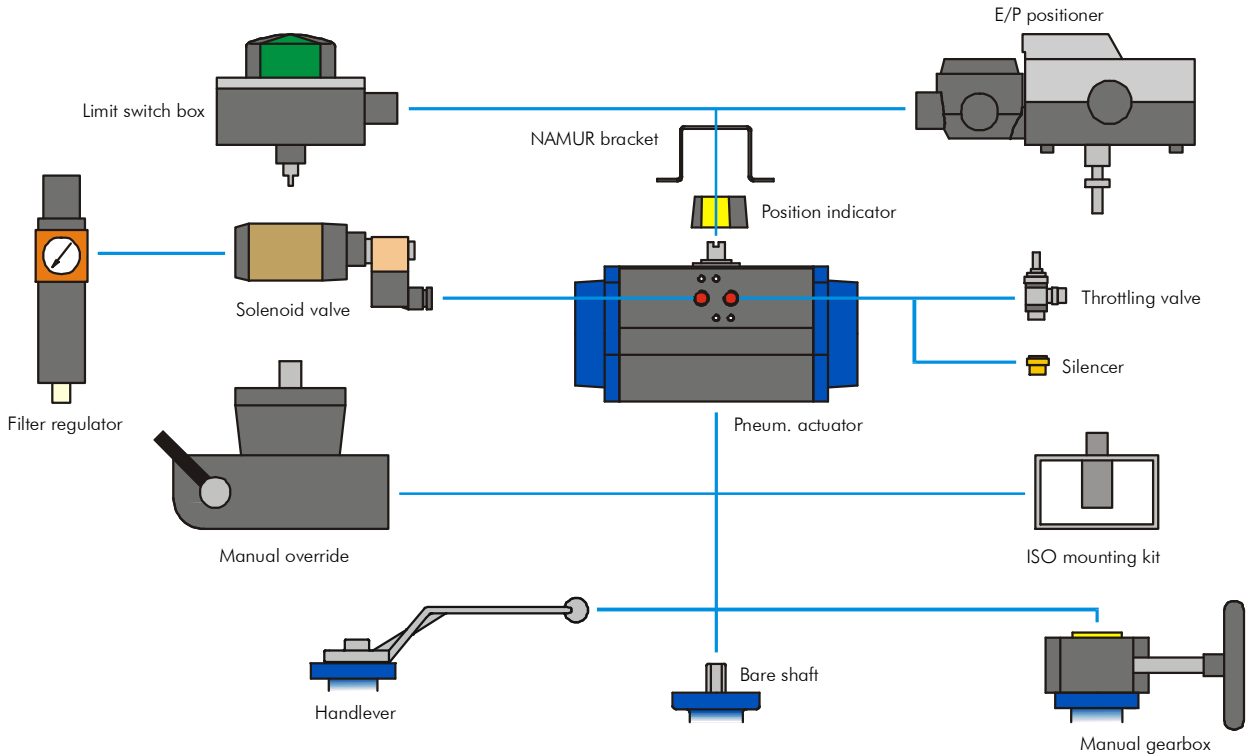 E/P positioner
Limit switch box
NAMUR bracket
Position indicator
Solenoid valve
Throttling valve
Silencer
Filter regulator
Pneum. actuator
Manual override
ISO mounting kit
Bare shaft
Handlever
Manual gearbox